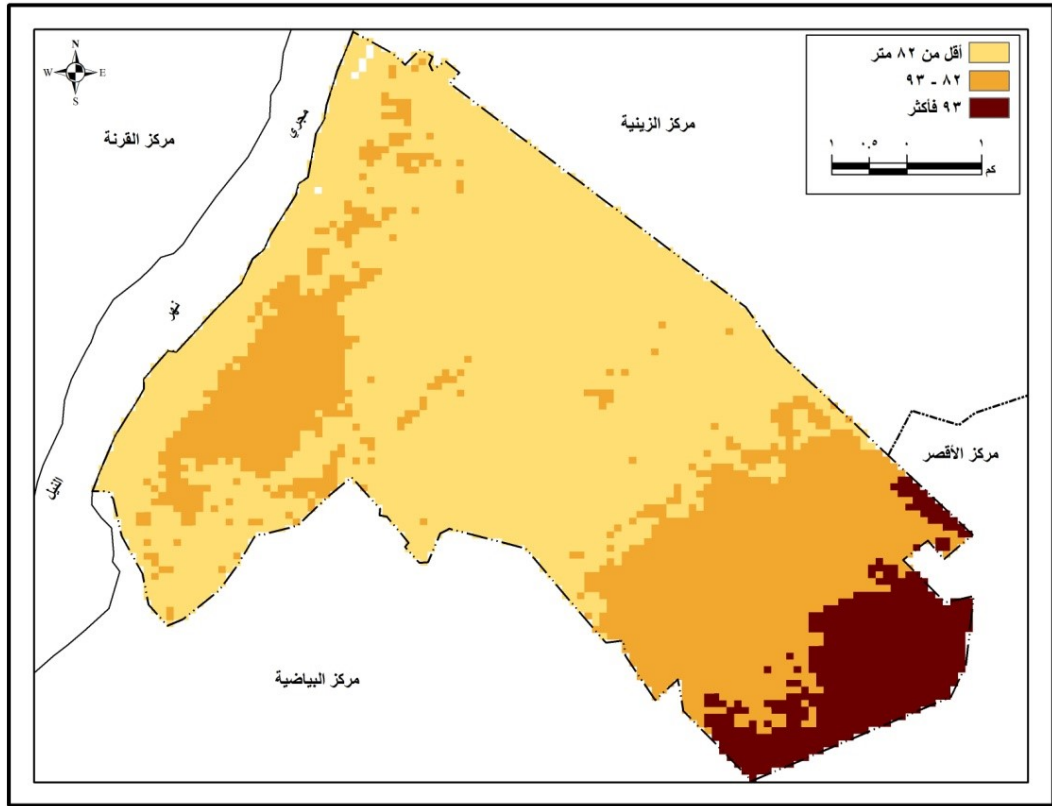 N
W E
S
أقل من ٨٢ متر
٨٢ - ٩٣
٩٣ فأكثر
١ ٠.٥ ٠ ١
كم
مركز القرنة
مجري
مركز الزينية
نهر
مركز الأقصر
النيل
مركز البياضية